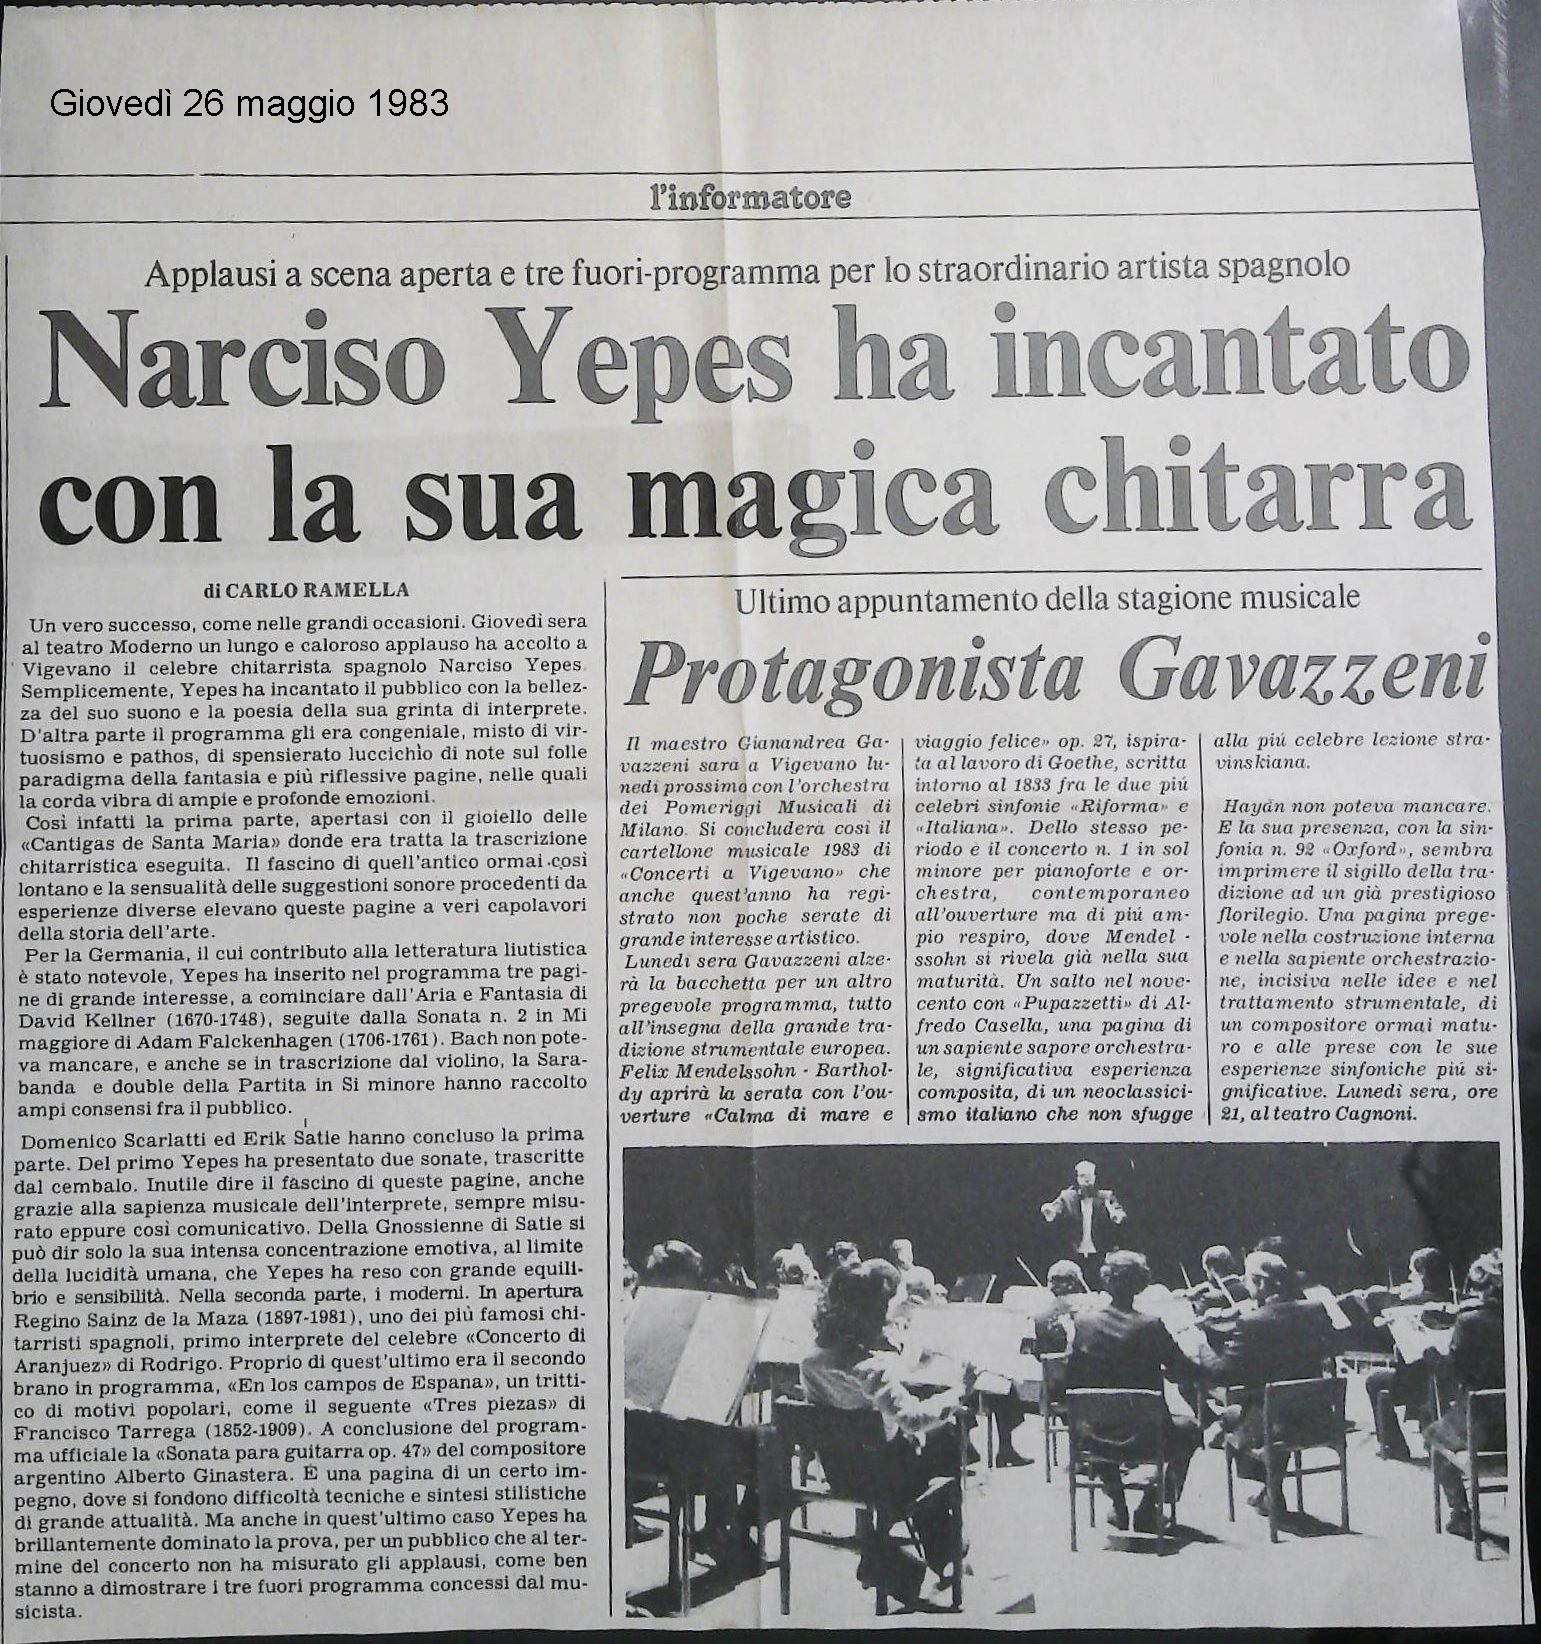 Giovedì 26 maggio 1983
l'informatore
Applausi a scena aperta e tre fuori-programma per lo straordinario artista spagnolo
Narciso Yepes ha incantato
con la sua magica chitarra
di CARLO RAMELLA
Un vero successo, come nelle grandi occasioni. Giovedì sera
al teatro Moderno un lungo e caloroso applauso ha accolto a
Vigevano il celebre chitarrista spagnolo Narciso Yepes.
Semplicemente, Yepes ha incantato il pubblico con la bellez-
za del suo suono e la poesia della sua grinta di interprete.
D'altra parte il programma gli era congeniale, misto di vir-
tuosismo e pathos, di spensierato luccichìo di note sul folle
paradigma della fantasia e più riflessive pagine, nelle quali
la corda vibra di ampie e profonde emozioni.
Così infatti la prima parte, apertasi con il gioiello delle
«Cantigas de Santa Maria» donde era tratta la trascrizione
chitarristica eseguita. Il fascino di quell'antico ormai così
lontano e la sensualità delle suggestioni sonore procedenti da
esperienze diverse elevano queste pagine a veri capolavori
della storia dell'arte.
Per la Germania, il cui contributo alla letteratura liutistica
è stato notevole, Yepes ha inserito nel programma tre pagi-
ne di grande interesse, a cominciare dall'Aria e Fantasia di
David Kellner (1670-1748), seguite dalla Sonata n. 2 in Mi
maggiore di Adam Falckenhagen (1706-1761). Bach non pote-
va mancare, e anche se in trascrizione dal violino, la Sara-
banda e double della Partita in Si minore hanno raccolto
ampi consensi fra il pubblico.
Domenico Scarlatti ed Erik Satie hanno concluso la prima
parte. Del primo Yepes ha presentato due sonate, trascritte
dal cembalo. Inutile dire il fascino di queste pagine, anche
grazie alla sapienza musicale dell'interprete, sempre misu-
rato eppure così comunicativo. Della Gnossienne di Satie si
può dir solo la sua intensa concentrazione emotiva, al limite
della lucidità umana, che Yepes ha reso con grande equili-
brio e sensibilità. Nella seconda parte, i moderni. In apertura
Regino Sainz de la Maza (1897-1981), uno dei più famosi chi-
tarristi spagnoli, primo interprete del celebre «Concerto di
Aranjuez» di Rodrigo. Proprio di quest'ultimo era il secondo
brano in programma, «En los campos de Espana», un tritti-
co di motivi popolari, come il seguente «Tres piezas» di
Francisco Tarrega (1852-1909). A conclusione del program-
ma ufficiale la «Sonata para guitarra op. 47» del compositore
argentino Alberto Ginastera. È una pagina di un certo im-
pegno, dove si fondono difficoltà tecniche e sintesi stilistiche
di grande attualità. Ma anche in quest'ultimo caso Yepes ha
brillantemente dominato la prova, per un pubblico che al ter-
mine del concerto non ha misurato gli applausi, come ben
stanno a dimostrare i tre fuori programma concessi dal mu-
sicista.
Ultimo appuntamento della stagione musicale
Protagonista Gavazzeni
Il maestro Gianandrea Ga-
vazzeni sarà a Vigevano lu-
nedì prossimo con l'orchestra
dei Pomeriggi Musicali di
Milano. Si concluderà così il
cartellone musicale 1983 di
«Concerti a Vigevano» che
anche quest'anno ha regi-
strato non poche serate di
grande interesse artistico.
Lunedì sera Gavazzeni alze-
rà la bacchetta per un altro
pregevole programma, tutto
all'insegna della grande tra-
dizione strumentale europea.
Felix Mendelssohn - Barthol-
dy aprirà la serata con l'ou-
verture «Calma di mare e
viaggio felice» op. 27, ispira-
ta al lavoro di Goethe, scritta
intorno al 1833 fra le due più
celebri sinfonie «Riforma» e
«Italiana». Dello stesso pe-
riodo è il concerto n. 1 in sol
minore per pianoforte e or-
chestra, contemporaneo
all'ouverture ma di più am-
pio respiro, dove Mendel -
ssohn si rivela già nella sua
maturità. Un salto nel nove-
cento con «Pupazzetti» di Al-
fredo Casella, una pagina di
un sapiente sapore orchestra-
le, significativa esperienza
composita, di un neoclassici-
smo italiano che non sfugge
alla più celebre lezione stra-
vinskiana.
Haydn non poteva mancare.
E la sua presenza, con la sin-
fonia n. 92 «Oxford», sembra
imprimere il sigillo della tra-
dizione ad un già prestigioso
florilegio. Una pagina prege-
vole nella costruzione interna
e nella sapiente orchestrazio-
ne, incisiva nelle idee e nel
trattamento strumentale, di
un compositore ormai matu-
ro e alle prese con le sue
esperienze sinfoniche più si-
gnificative. Lunedì sera, ore
21, al teatro Cagnoni.